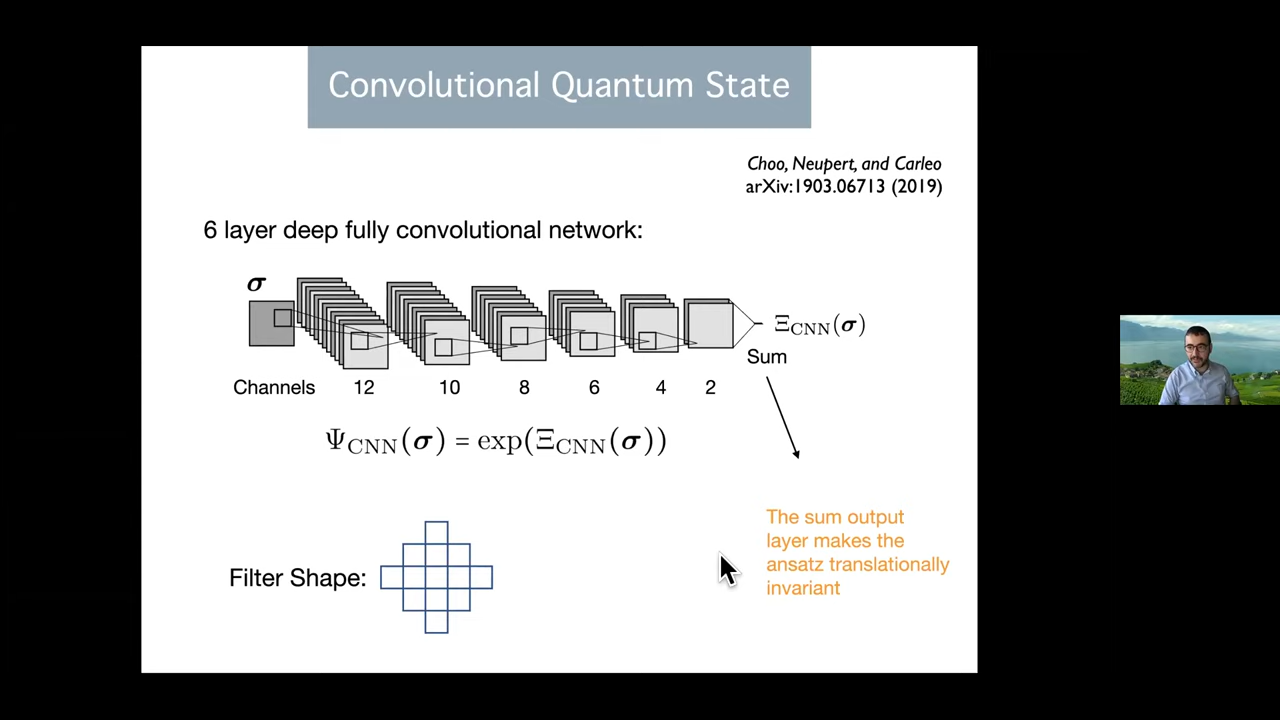 Convolutional Quantum State
Choo, Neupert, and Carleo
arXiv:1903.06713 (2019)
6 layer deep fully convolutional network:
σ
Ξ_CNN(σ)
Sum
Channels 12 10 8 6 4 2
Ψ_CNN(σ) = exp(Ξ_CNN(σ))
The sum output
layer makes the
ansatz translationally
invariant
Filter Shape: